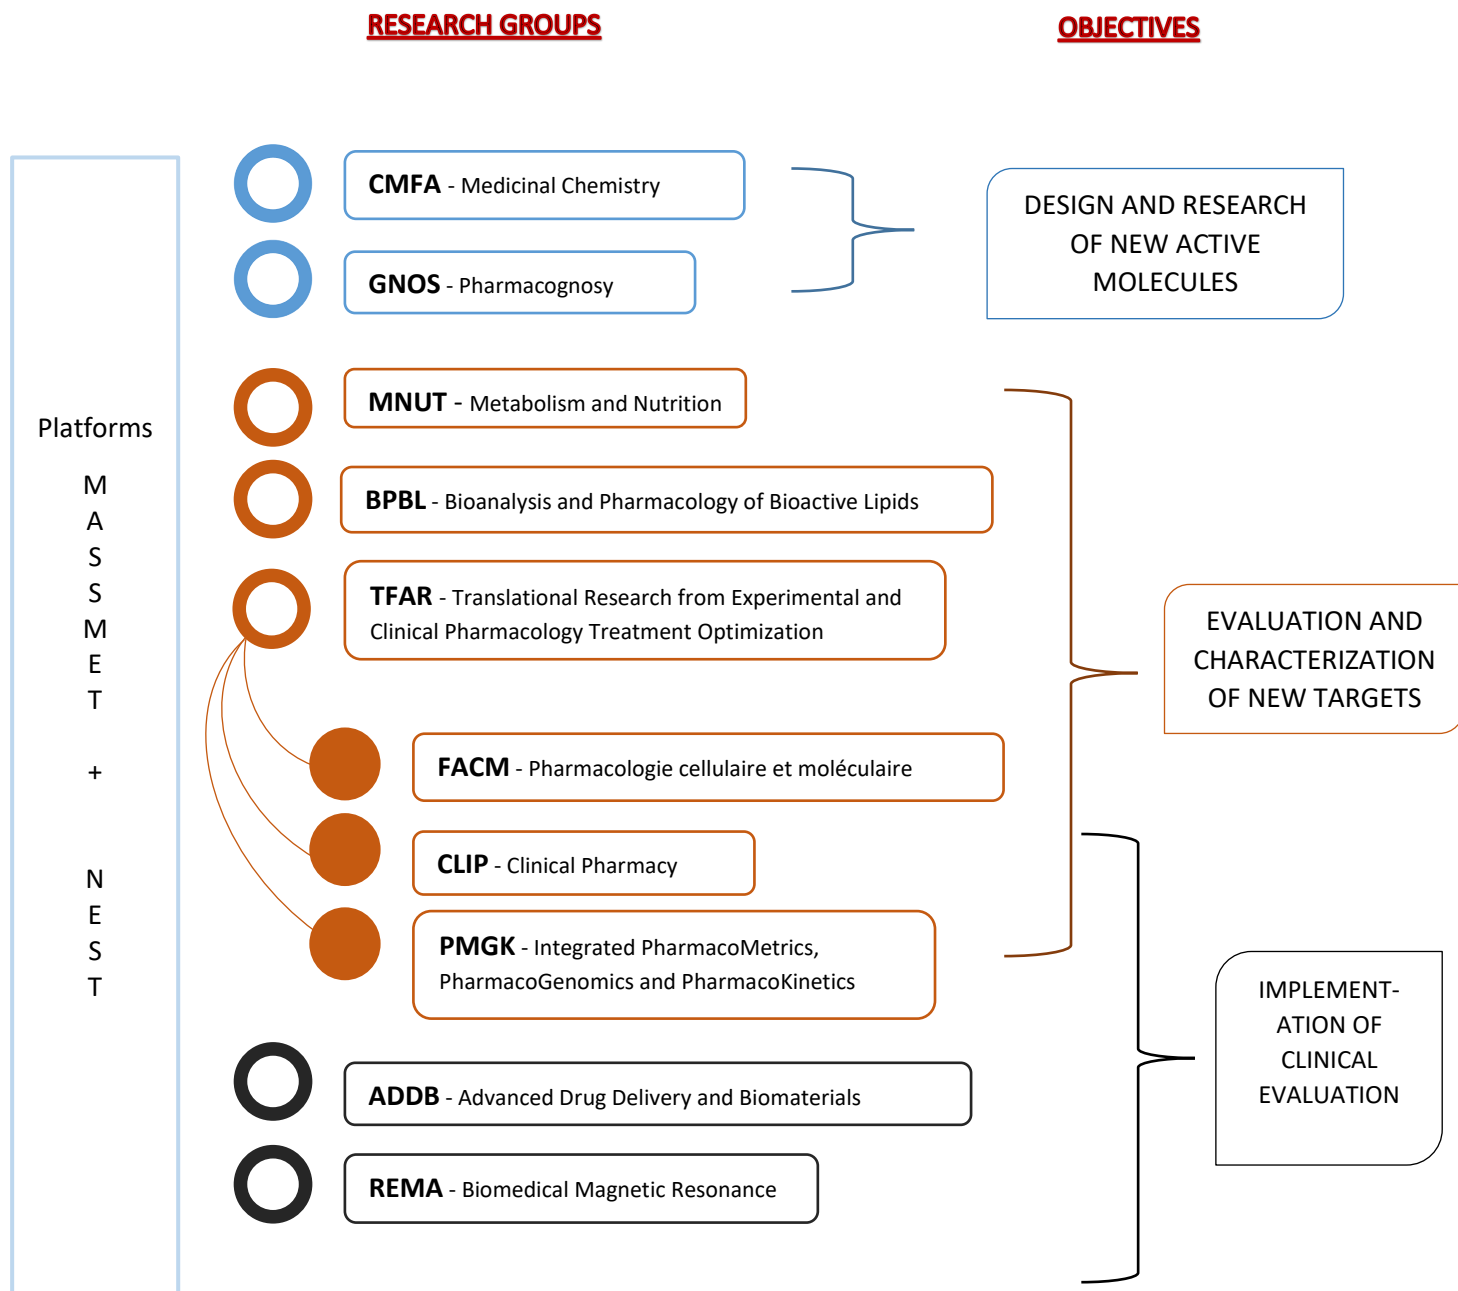 RESEARCH GROUPS
OBJECTIVES
Platforms
M
A
S
S
M
E
T
+
N
E
S
T
CMFA - Medicinal Chemistry
GNOS - Pharmacognosy
MNUT - Metabolism and Nutrition
BPBL - Bioanalysis and Pharmacology of Bioactive Lipids
TFAR - Translational Research from Experimental and
Clinical Pharmacology Treatment Optimization
FACM - Pharmacologie cellulaire et moléculaire
CLIP - Clinical Pharmacy
PMGK - Integrated PharmacoMetrics,
PharmacoGenomics and PharmacoKinetics
ADDB - Advanced Drug Delivery and Biomaterials
REMA - Biomedical Magnetic Resonance
DESIGN AND RESEARCH
OF NEW ACTIVE
MOLECULES
EVALUATION AND
CHARACTERIZATION
OF NEW TARGETS
IMPLEMENT-
ATION OF
CLINICAL
EVALUATION